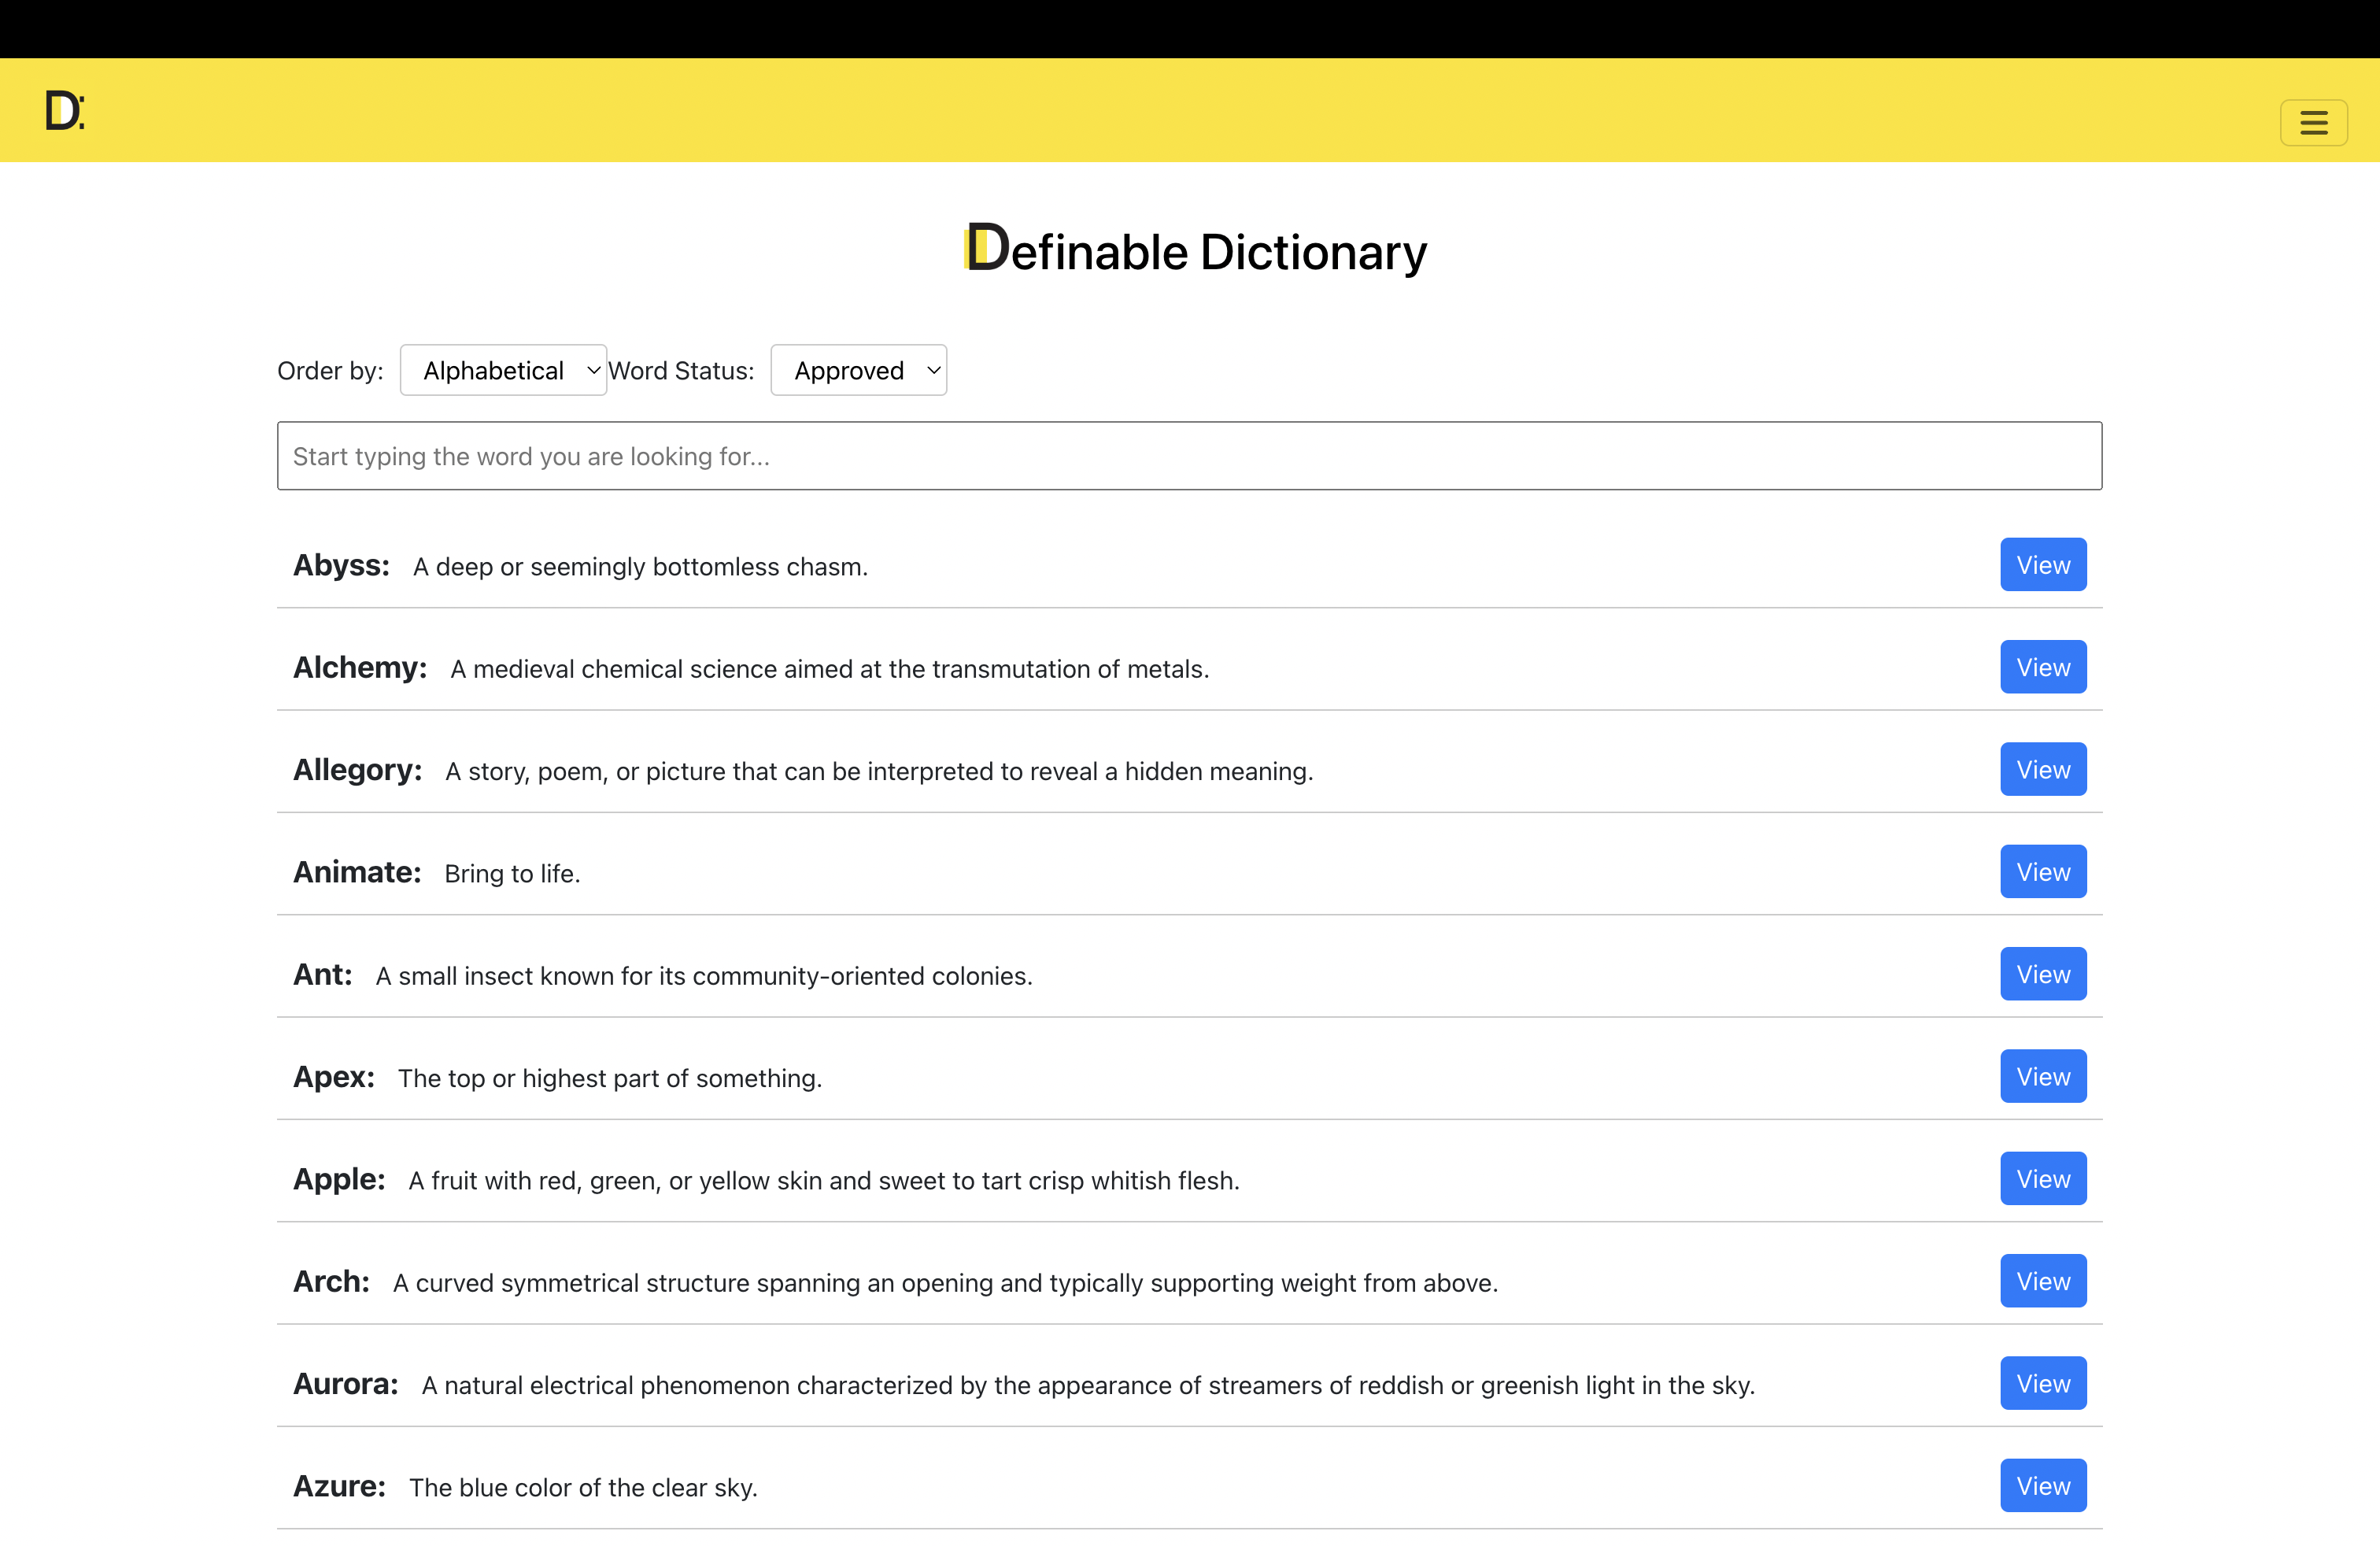 D:
Definable Dictionary
Order by: Alphabetical Word Status: Approved
Start typing the word you are looking for...
Abyss: A deep or seemingly bottomless chasm. View
Alchemy: A medieval chemical science aimed at the transmutation of metals. View
Allegory: A story, poem, or picture that can be interpreted to reveal a hidden meaning. View
Animate: Bring to life. View
Ant: A small insect known for its community-oriented colonies. View
Apex: The top or highest part of something. View
Apple: A fruit with red, green, or yellow skin and sweet to tart crisp whitish flesh. View
Arch: A curved symmetrical structure spanning an opening and typically supporting weight from above. View
Aurora: A natural electrical phenomenon characterized by the appearance of streamers of reddish or greenish light in the sky. View
Azure: The blue color of the clear sky. View